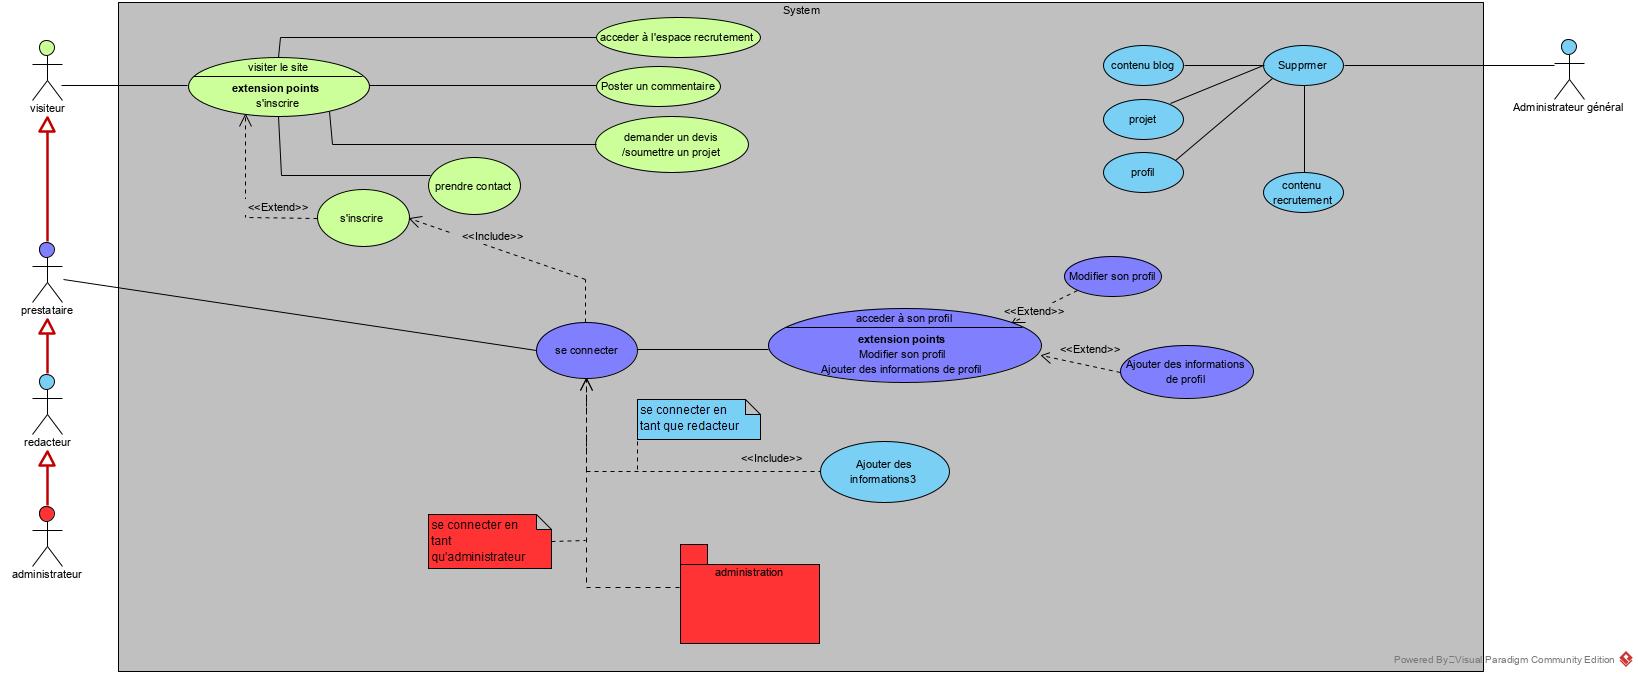 System
acceder à l'espace recrutement
visiter le site
extension points
s'inscrire
Poster un commentaire
demander un devis
/soumettre un projet
prendre contact
<<Extend>>
s'inscrire
<<Include>>
visiteur
prestataire
redacteur
administrateur
contenu blog
Supprmer
projet
profil
contenu
recrutement
Administrateur général
Modifier son profil
<<Extend>>
acceder à son profil
extension points
Modifier son profil
Ajouter des informations de profil
<<Extend>>
Ajouter des informations
de profil
se connecter
se connecter en
tant que redacteur
<<Include>>
Ajouter des
informations3
se connecter en
tant
qu'administrateur
administration
Powered By Visual Paradigm Community Edition